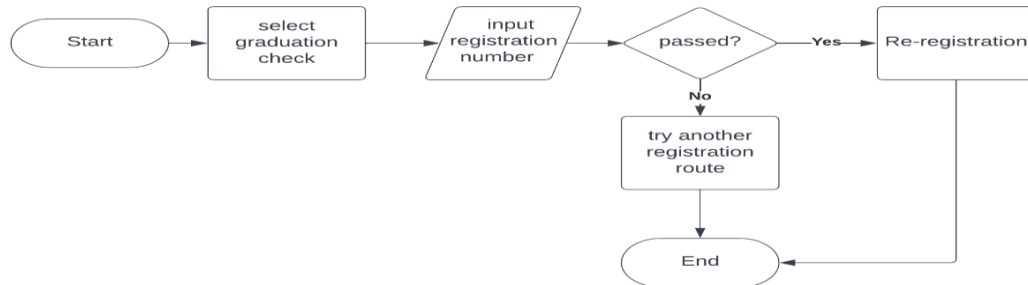 Start
select
graduation
check
input
registration
number
passed?
Yes
Re-registration
No
try another
registration
route
End